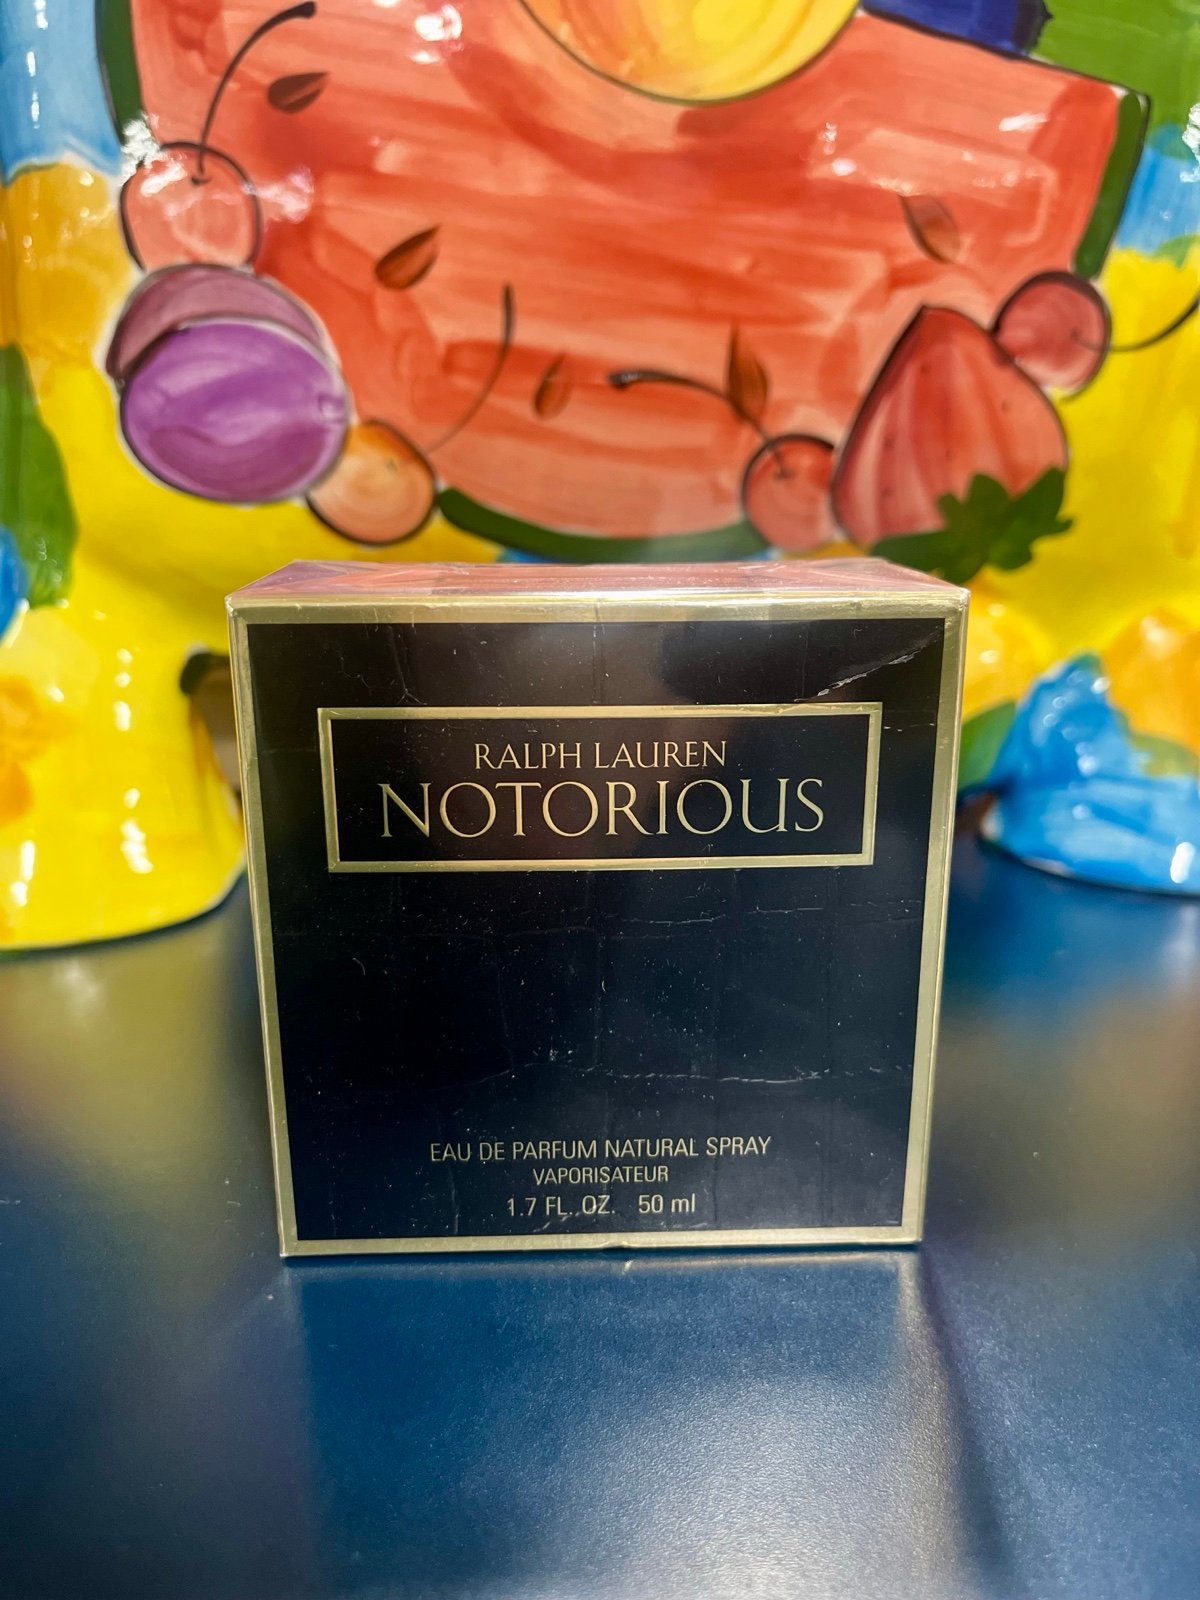 RALPH LAUREN
NOTORIOUS
EAU DE PARFUM NATURAL SPRAY
VAPORISATEUR
1.7 FL. OZ. 50 ml